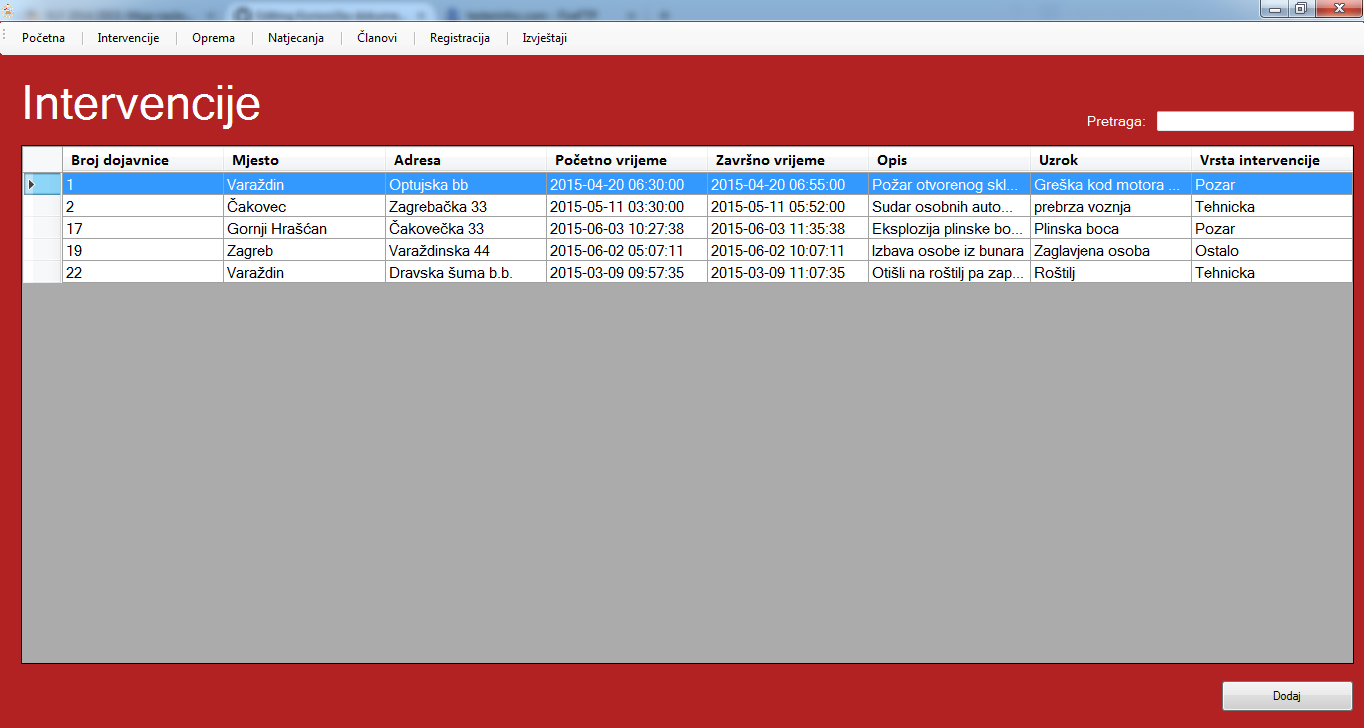 Početna Intervencije Oprema Natjecanja Članovi Registracija Izvještaji
Intervencije
Pretraga:
Broj dojavnice Mjesto Adresa Početno vrijeme Završno vrijeme Opis Uzrok Vrsta intervencije
1 Varaždin Optujska bb 2015-04-20 06:30:00 2015-04-20 06:55:00 Požar otvorenog skl... Greška kod motora ... Pozar
2 Čakovec Zagrebačka 33 2015-05-11 03:30:00 2015-05-11 05:52:00 Sudar osobnih auto... prebrza voznja Tehnicka
17 Gornji Hrašćan Čakovečka 33 2015-06-03 10:27:38 2015-06-03 11:35:38 Eksplozija plinske bo... Plinska boca Pozar
19 Zagreb Varaždinska 44 2015-06-02 05:07:11 2015-06-02 10:07:11 Izbava osobe iz bunara Zaglavjena osoba Ostalo
22 Varaždin Dravska šuma b.b. 2015-03-09 09:57:35 2015-03-09 11:07:35 Otišli na roštilj pa zap... Roštilj Tehnicka
Dodaj